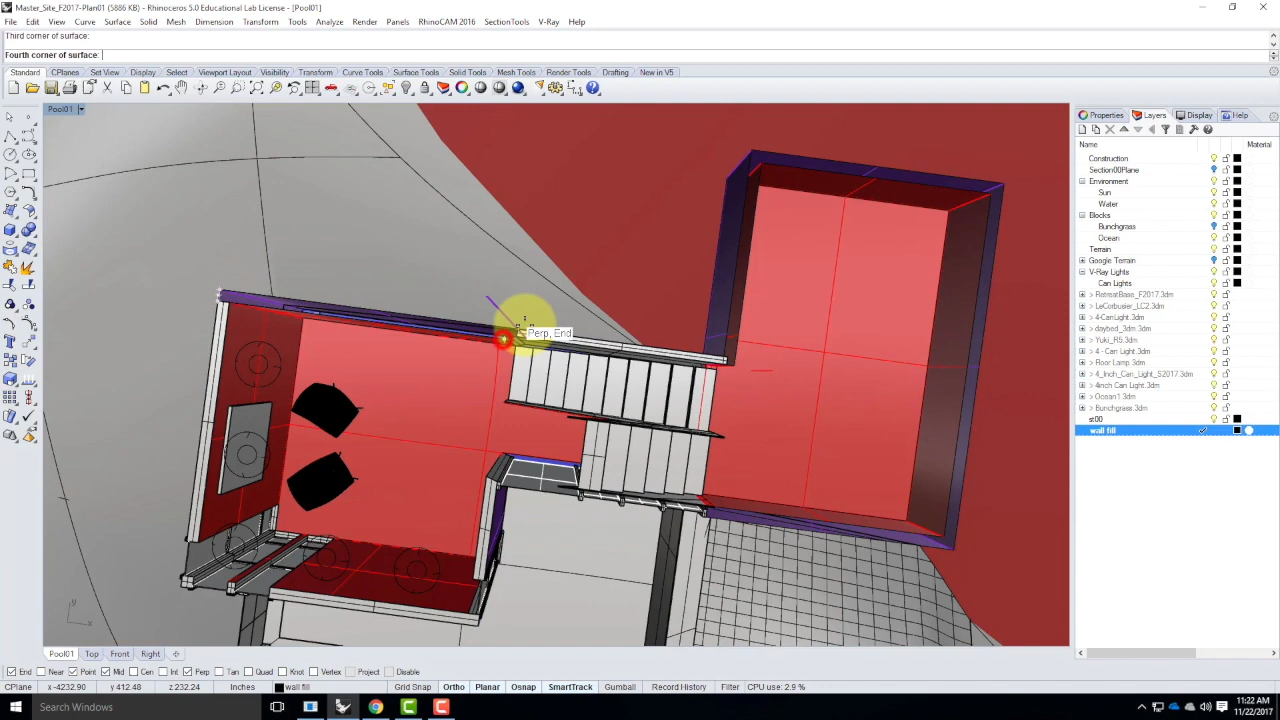 Master_Site_F2017-Plan01 (5886 KB) - Rhinoceros 5.0 Educational Lab License - [Pool01]
File Edit View Curve Surface Solid Mesh Dimension Transform Tools Analyze Render Panels RhinoCAM 2016 SectionTools V-Ray Help
Third corner of surface:
Fourth corner of surface:
Standard CPlanes Set View Display Select Viewport Layout Visibility Transform Curve Tools Surface Tools Solid Tools Mesh Tools Render Tools Drafting New in V5
Pool01
Properties Layers Display Help
Name Material
Construction
Section00Plane
Environment
Sun
Water
Blocks
Bunchgrass
Ocean
Terrain
Google Terrain
V-Ray Lights
Can Lights
> RetreatBase_F2017.3dm
> LeCorbusier_LC2.3dm
> 4-CanLight.3dm
> daybed_3dm.3dm
> Yuki_R5.3dm
> 4 - Can Light.3dm
> Floor Lamp.3dm
> 4_Inch_Can_Light_S2017.3dm
> 4inch Can Light.3dm
> Ocean1.3dm
> Bunchgrass.3dm
st00
wall fill
Perp, End
y
x
Pool01 Top Front Right
End Near Point Mid Cen Int Perp Tan Quad Knot Vertex Project Disable
CPlane x -4232.90 y 412.48 z 232.24 Inches wall fill Grid Snap Ortho Planar Osnap SmartTrack Gumball Record History Filter CPU use: 2.9 %
Search Windows
11:22 AM
11/22/2017